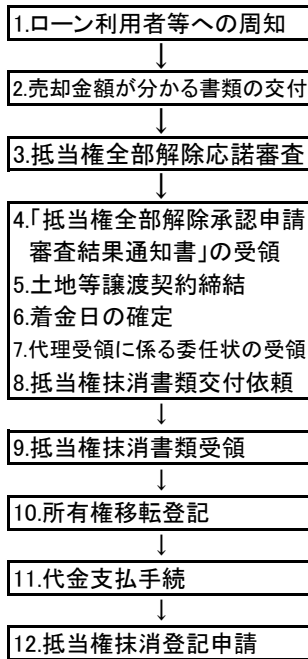 1.ローン利用者等への周知
↓
2.売却金額が分かる書類の交付
↓
3.抵当権全部解除応諾審査
↓
4.「抵当権全部解除承認申請
審査結果通知書」の受領
5.土地等譲渡契約締結
6.着金日の確定
7.代理受領に係る委任状の受領
8.抵当権抹消書類交付依頼
↓
9.抵当権抹消書類受領
↓
10.所有権移転登記
↓
11.代金支払手続
↓
12.抵当権抹消登記申請